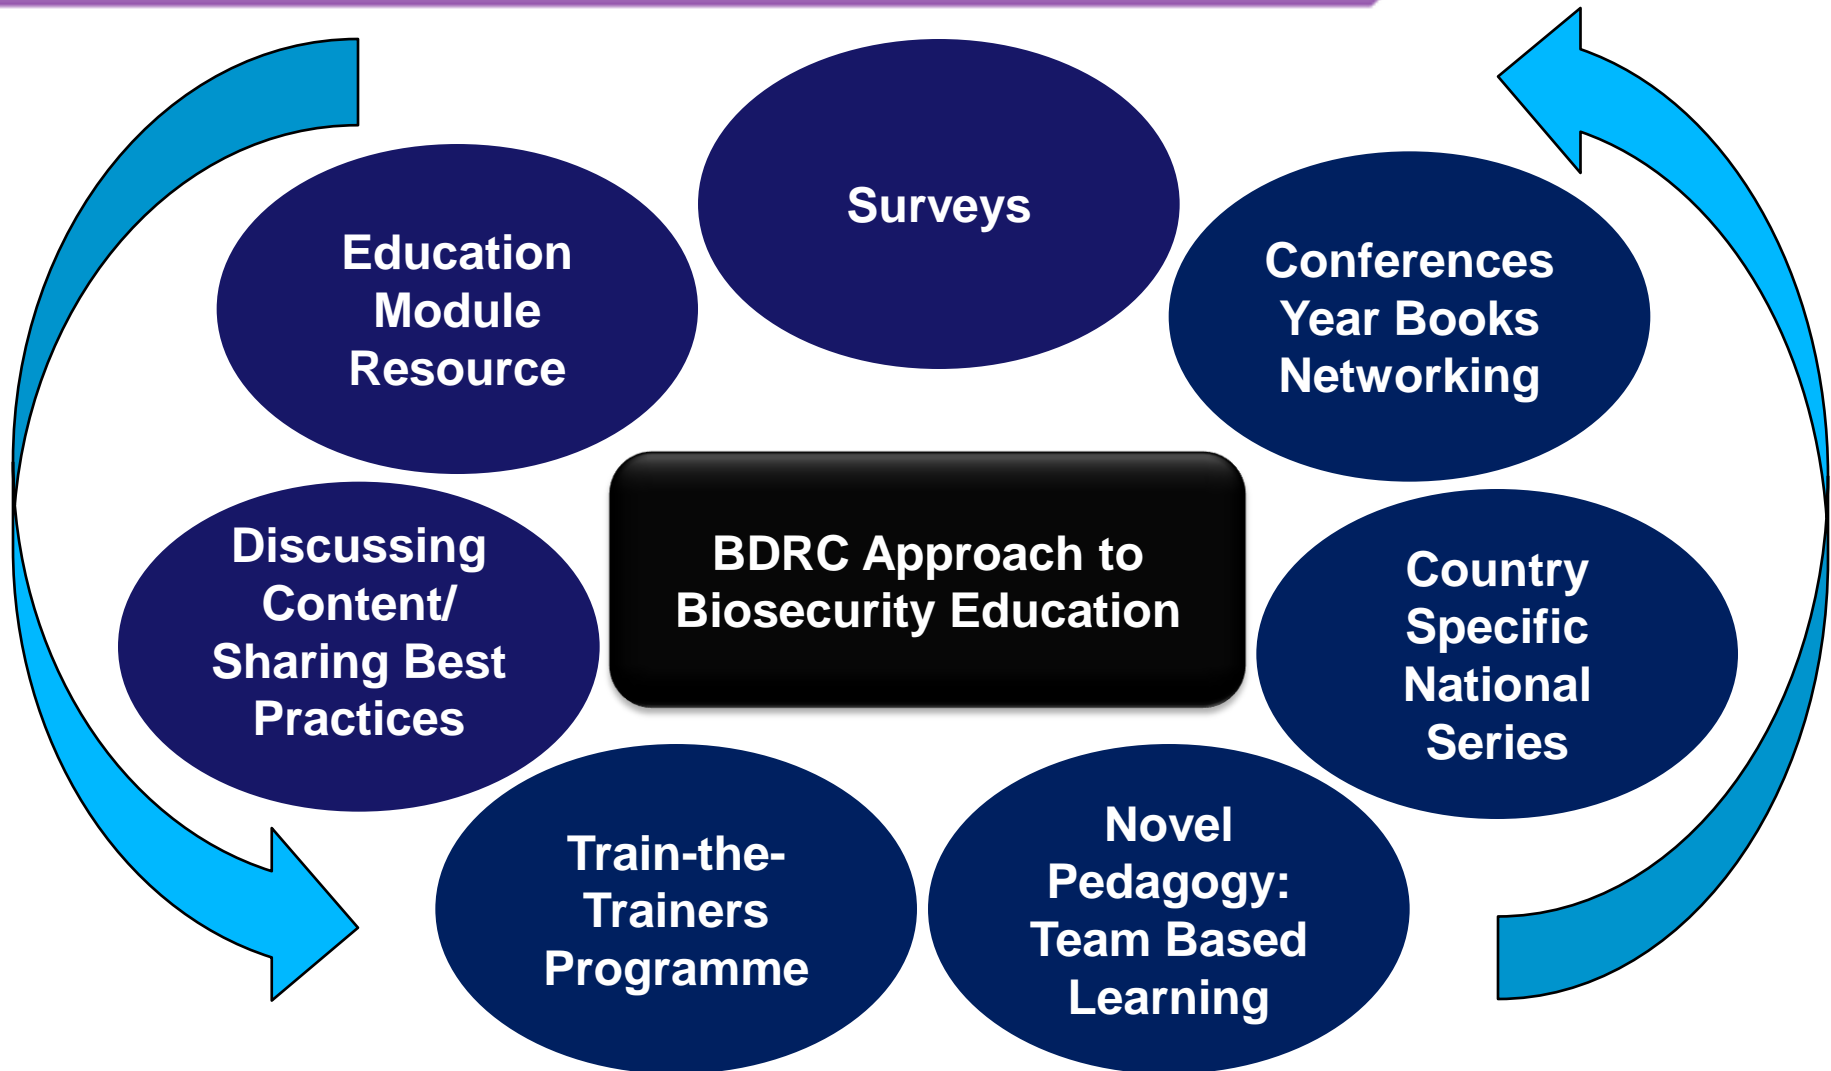 Surveys
Education
Module
Resource
Conferences
Year Books
Networking
BDRC Approach to
Biosecurity Education
Discussing
Content/
Sharing Best
Practices
Country
Specific
National
Series
Train-the-
Trainers
Programme
Novel
Pedagogy:
Team Based
Learning